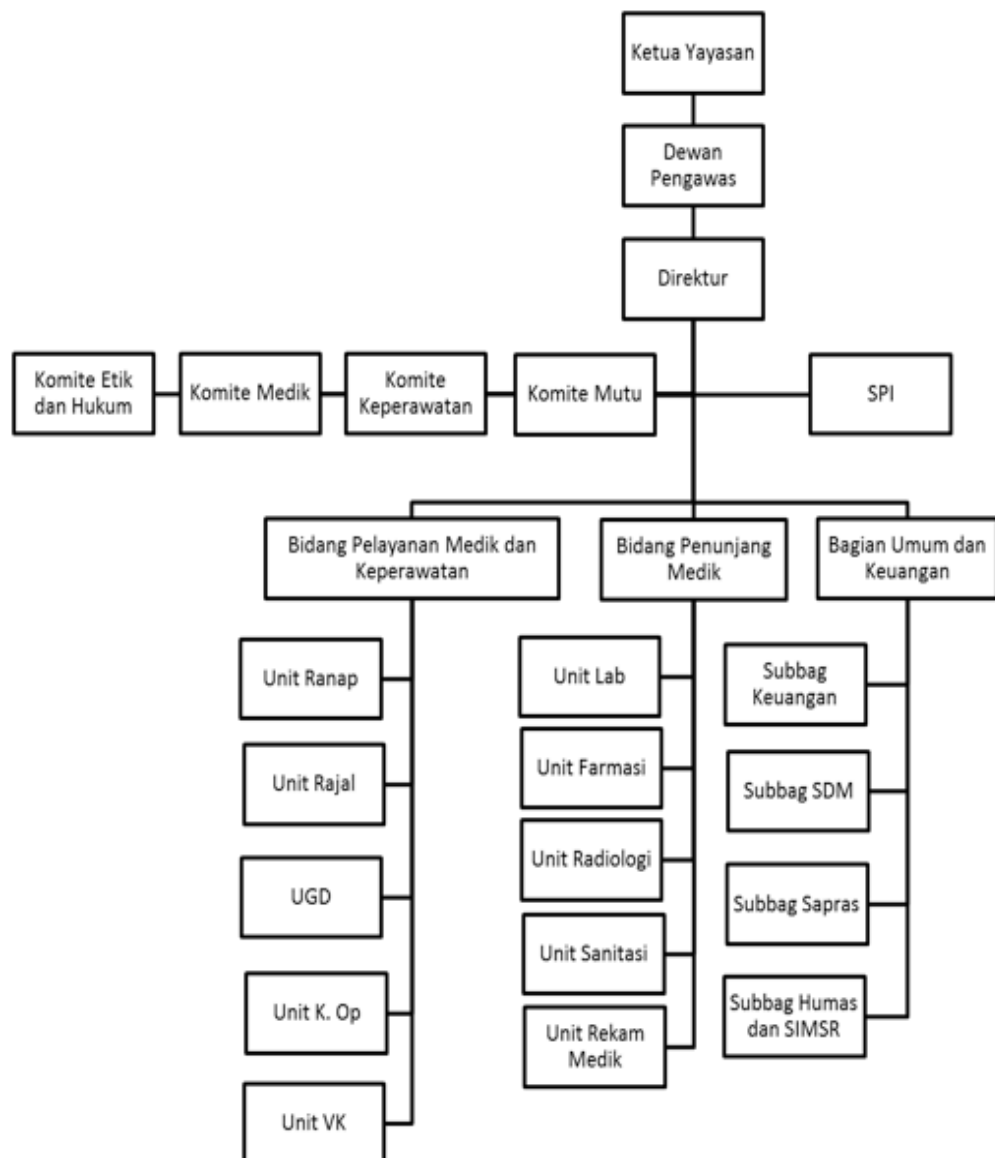 Ketua Yayasan
Dewan
Pengawas
Direktur
Komite Etik
dan Hukum
Komite Medik
Komite
Keperawatan
Komite Mutu
SPI
Bidang Pelayanan Medik dan
Keperawatan
Bidang Penunjang
Medik
Bagian Umum dan
Keuangan
Unit Ranap
Unit Rajal
UGD
Unit K. Op
Unit VK
Unit Lab
Unit Farmasi
Unit Radiologi
Unit Sanitasi
Unit Rekam
Medik
Subbag
Keuangan
Subbag SDM
Subbag Sapras
Subbag Humas
dan SIMSR